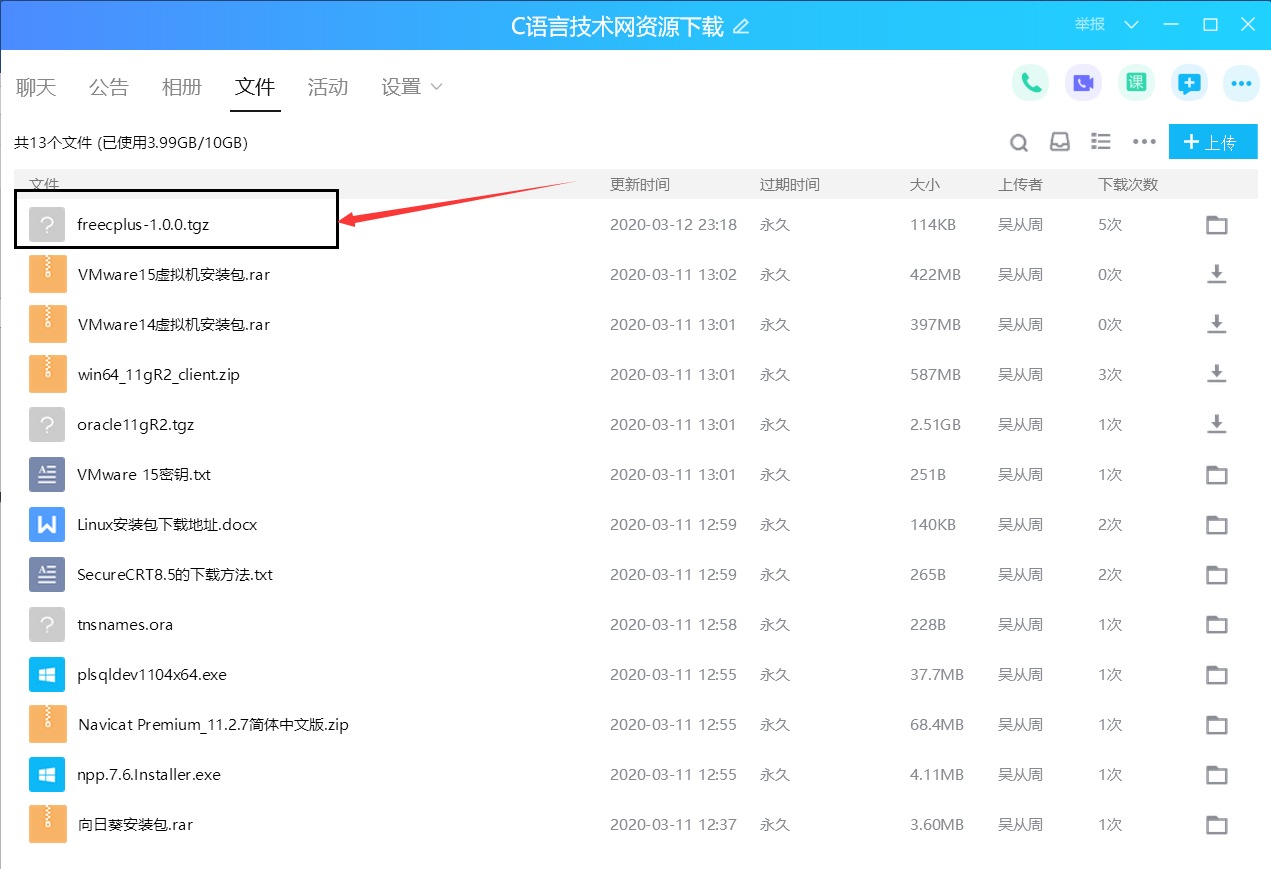 C语言技术网资源下载
举报
聊天 公告 相册 文件 活动 设置
课
共13个文件 (已使用3.99GB/10GB)
上传
文件 更新时间 过期时间 大小 上传者 下载次数
freecplus-1.0.0.tgz 2020-03-12 23:18 永久 114KB 吴从周 5次
VMware15虚拟机安装包.rar 2020-03-11 13:02 永久 422MB 吴从周 0次
VMware14虚拟机安装包.rar 2020-03-11 13:01 永久 397MB 吴从周 0次
win64_11gR2_client.zip 2020-03-11 13:01 永久 587MB 吴从周 3次
oracle11gR2.tgz 2020-03-11 13:01 永久 2.51GB 吴从周 1次
VMware 15密钥.txt 2020-03-11 13:01 永久 251B 吴从周 1次
Linux安装包下载地址.docx 2020-03-11 12:59 永久 140KB 吴从周 2次
SecureCRT8.5的下载方法.txt 2020-03-11 12:59 永久 265B 吴从周 2次
tnsnames.ora 2020-03-11 12:58 永久 228B 吴从周 1次
plsqldev1104x64.exe 2020-03-11 12:55 永久 37.7MB 吴从周 1次
Navicat Premium_11.2.7简体中文版.zip 2020-03-11 12:55 永久 68.4MB 吴从周 1次
npp.7.6.Installer.exe 2020-03-11 12:55 永久 4.11MB 吴从周 1次
向日葵安装包.rar 2020-03-11 12:37 永久 3.60MB 吴从周 1次